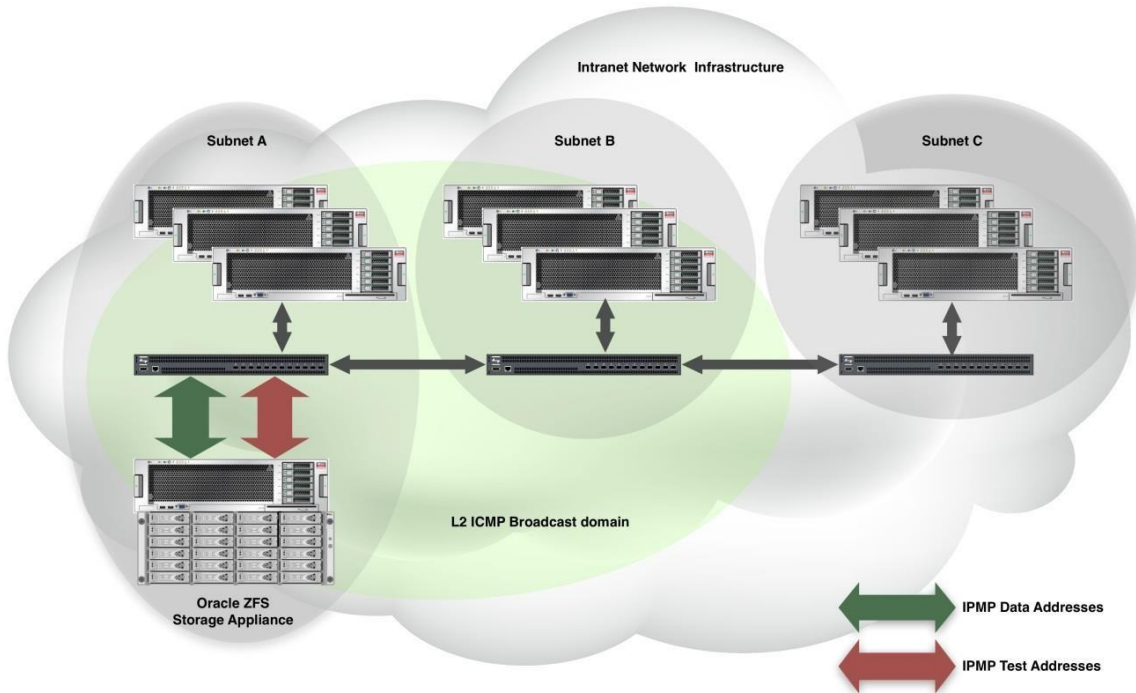 Intranet Network Infrastructure
Subnet A
Subnet B
Subnet C
L2 ICMP Broadcast domain
Oracle ZFS
Storage Appliance
IPMP Data Addresses
IPMP Test Addresses